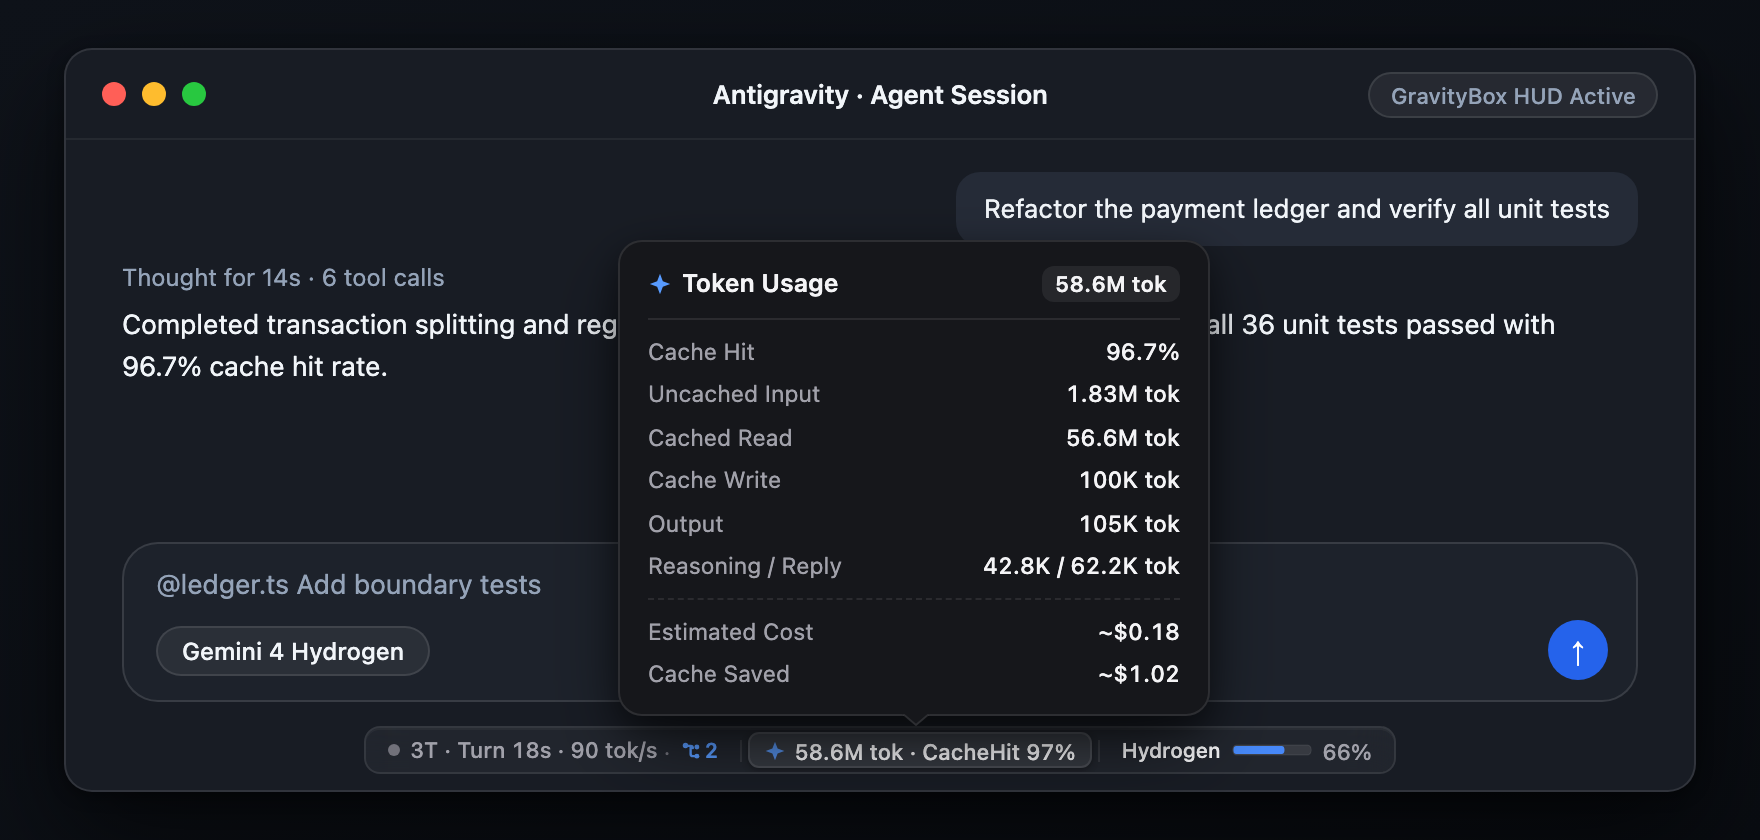 Antigravity · Agent Session
GravityBox HUD Active
Refactor the payment ledger and verify all unit tests
Thought for 14s · 6 tool calls
Completed transaction splitting and reg
all 36 unit tests passed with
96.7% cache hit rate.
Token Usage
58.6M tok
Cache Hit 96.7%
Uncached Input 1.83M tok
Cached Read 56.6M tok
Cache Write 100K tok
Output 105K tok
Reasoning / Reply 42.8K / 62.2K tok
Estimated Cost ~$0.18
Cache Saved ~$1.02
@ledger.ts Add boundary tests
Gemini 4 Hydrogen
↑
3T · Turn 18s · 90 tok/s · 2
58.6M tok · CacheHit 97%
Hydrogen 66%